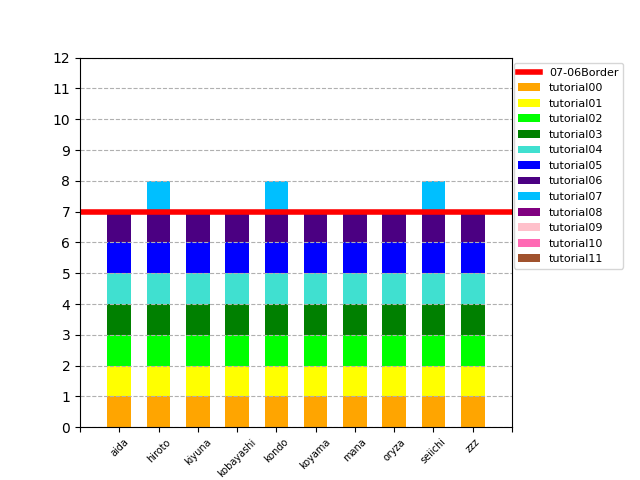 12
11
10
9
8
7
6
5
4
3
2
1
0
aida
hiroto
kiyuna
kobayashi
kondo
koyama
mana
oryza
seiichi
zzz
07-06Border
tutorial00
tutorial01
tutorial02
tutorial03
tutorial04
tutorial05
tutorial06
tutorial07
tutorial08
tutorial09
tutorial10
tutorial11